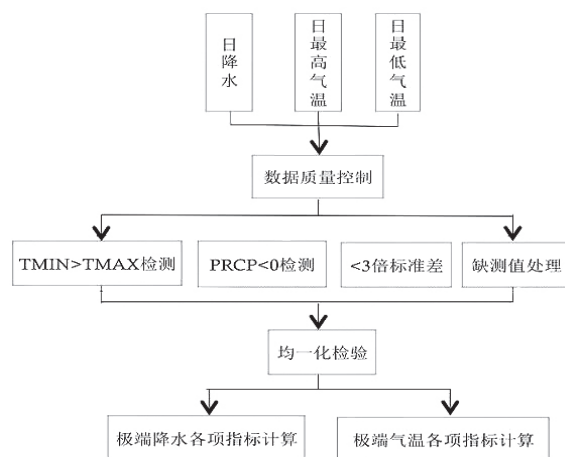 日降水
日最高气温
日最低气温
数据质量控制
TMIN>TMAX检测
PRCP<0检测
<3倍标准差
缺测值处理
均一化检验
极端降水各项指标计算
极端气温各项指标计算